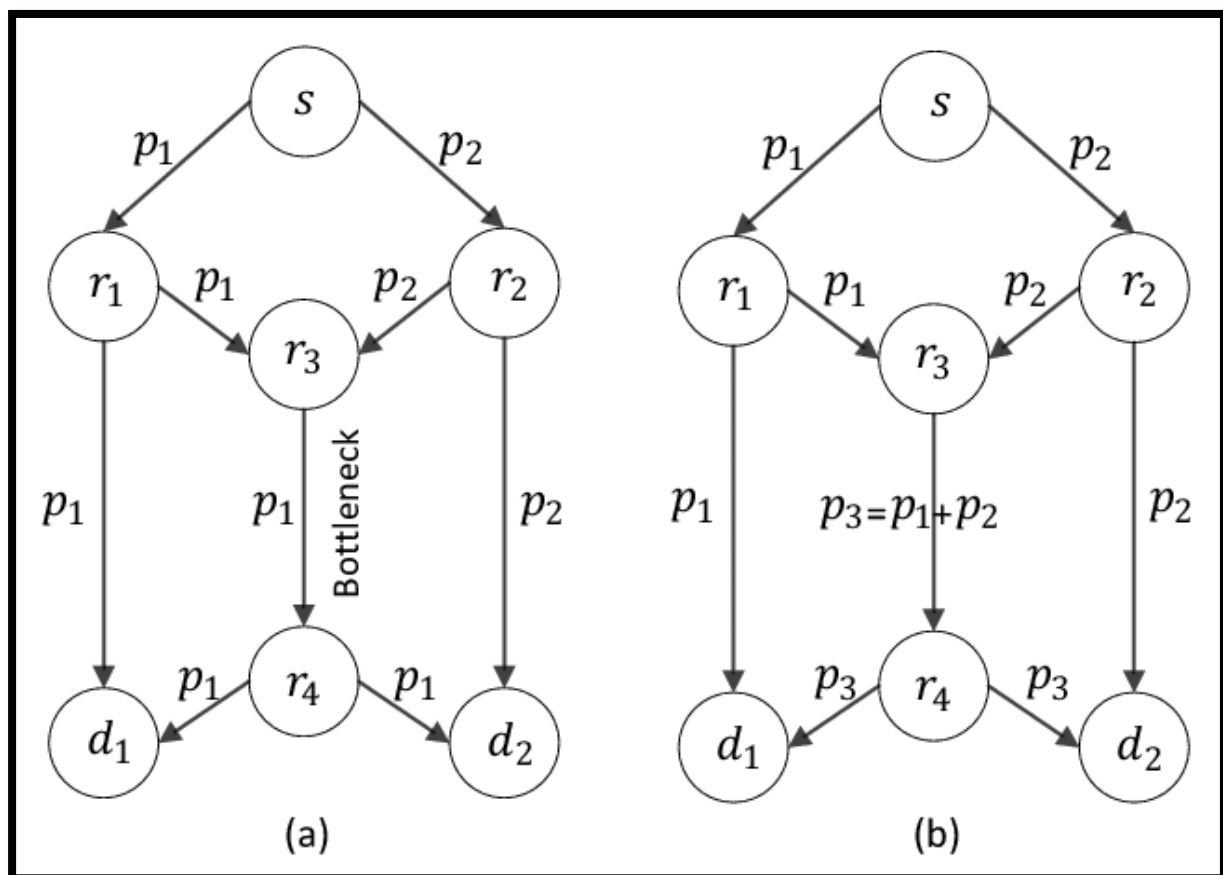 s
p₁
p₂
r₁
p₁
p₂
r₂
r₃
p₁
p₁
Bottleneck
p₂
p₁
r₄
p₁
d₁
d₂
(a)
s
p₁
p₂
r₁
p₁
p₂
r₂
r₃
p₁
p₃=p₁+p₂
p₂
p₃
r₄
p₃
d₁
d₂
(b)